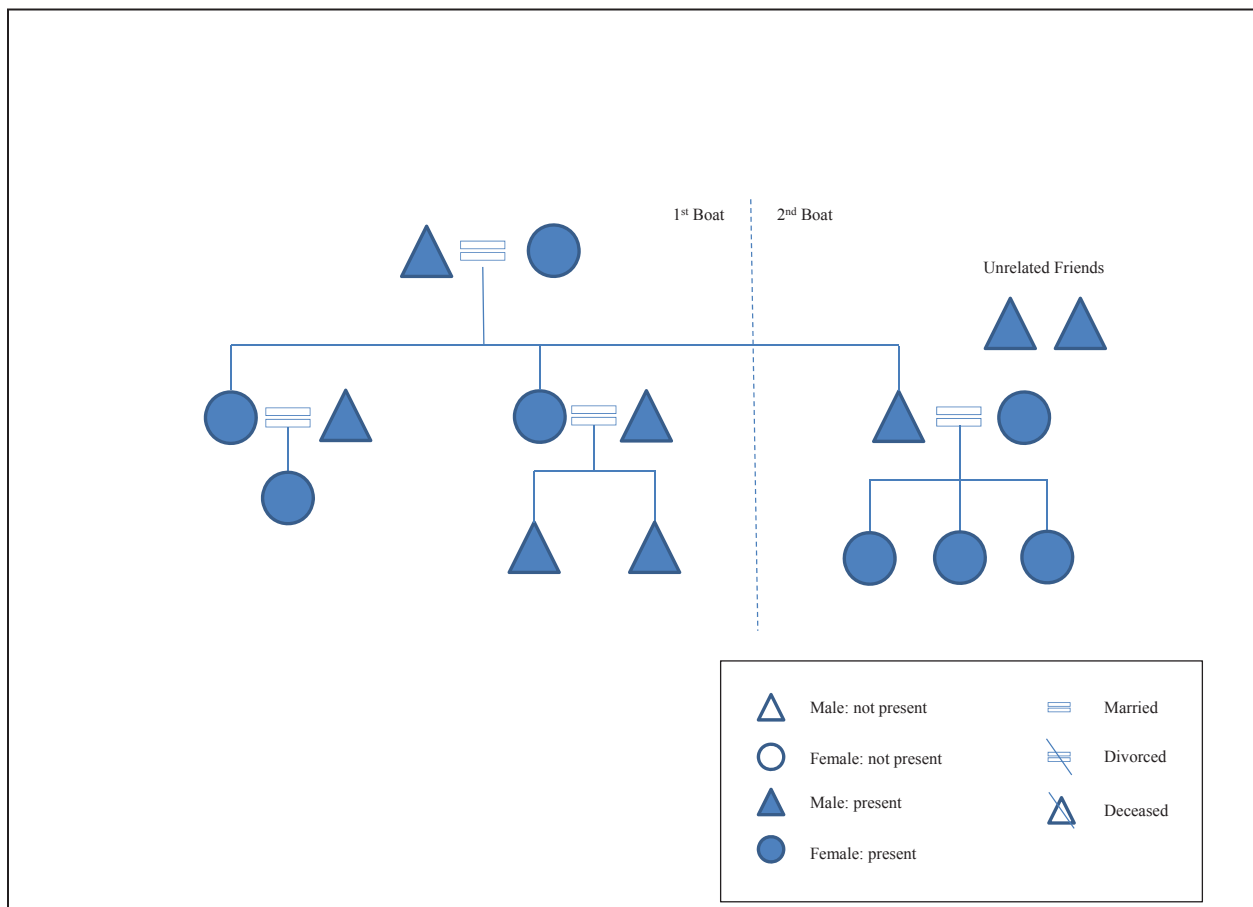 1st Boat
2nd Boat
Unrelated Friends
Male: not present
Female: not present
Male: present
Female: present
Married
Divorced
Deceased